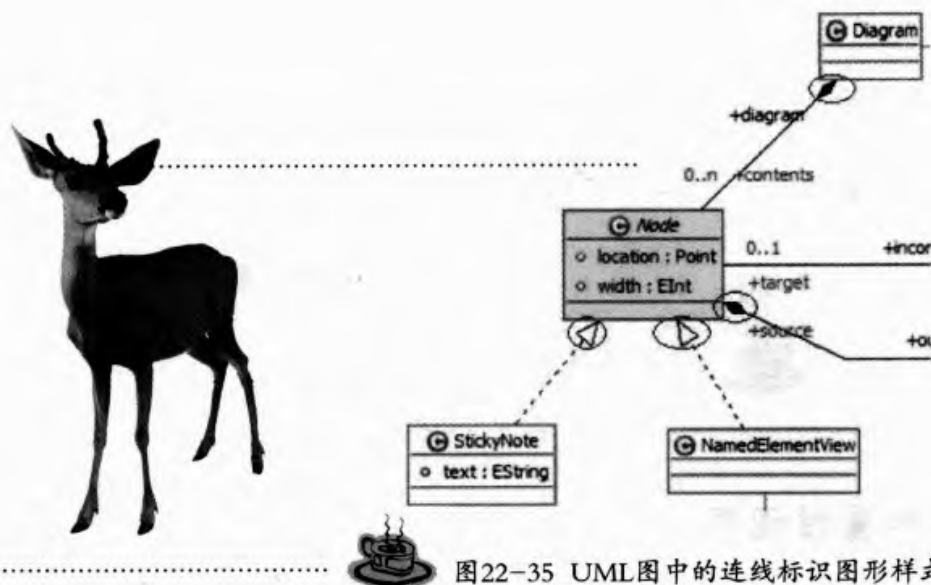 Diagram
+diagram
0..n +contents
Node
location : Point
width : EInt
0..1
+target
+source
StickyNote
text : EString
NamedElementView
图22-35 UML图中的连线标识图形样